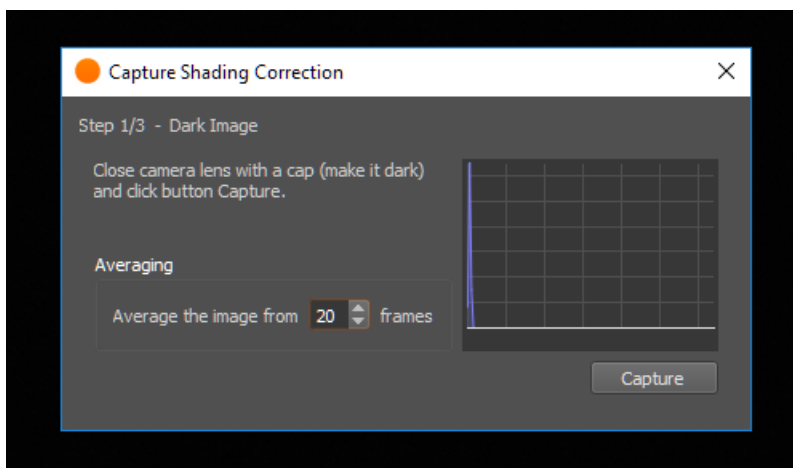 Capture Shading Correction
Step 1/3 - Dark Image
Close camera lens with a cap (make it dark)
and click button Capture.
Averaging
Average the image from 20 frames
Capture